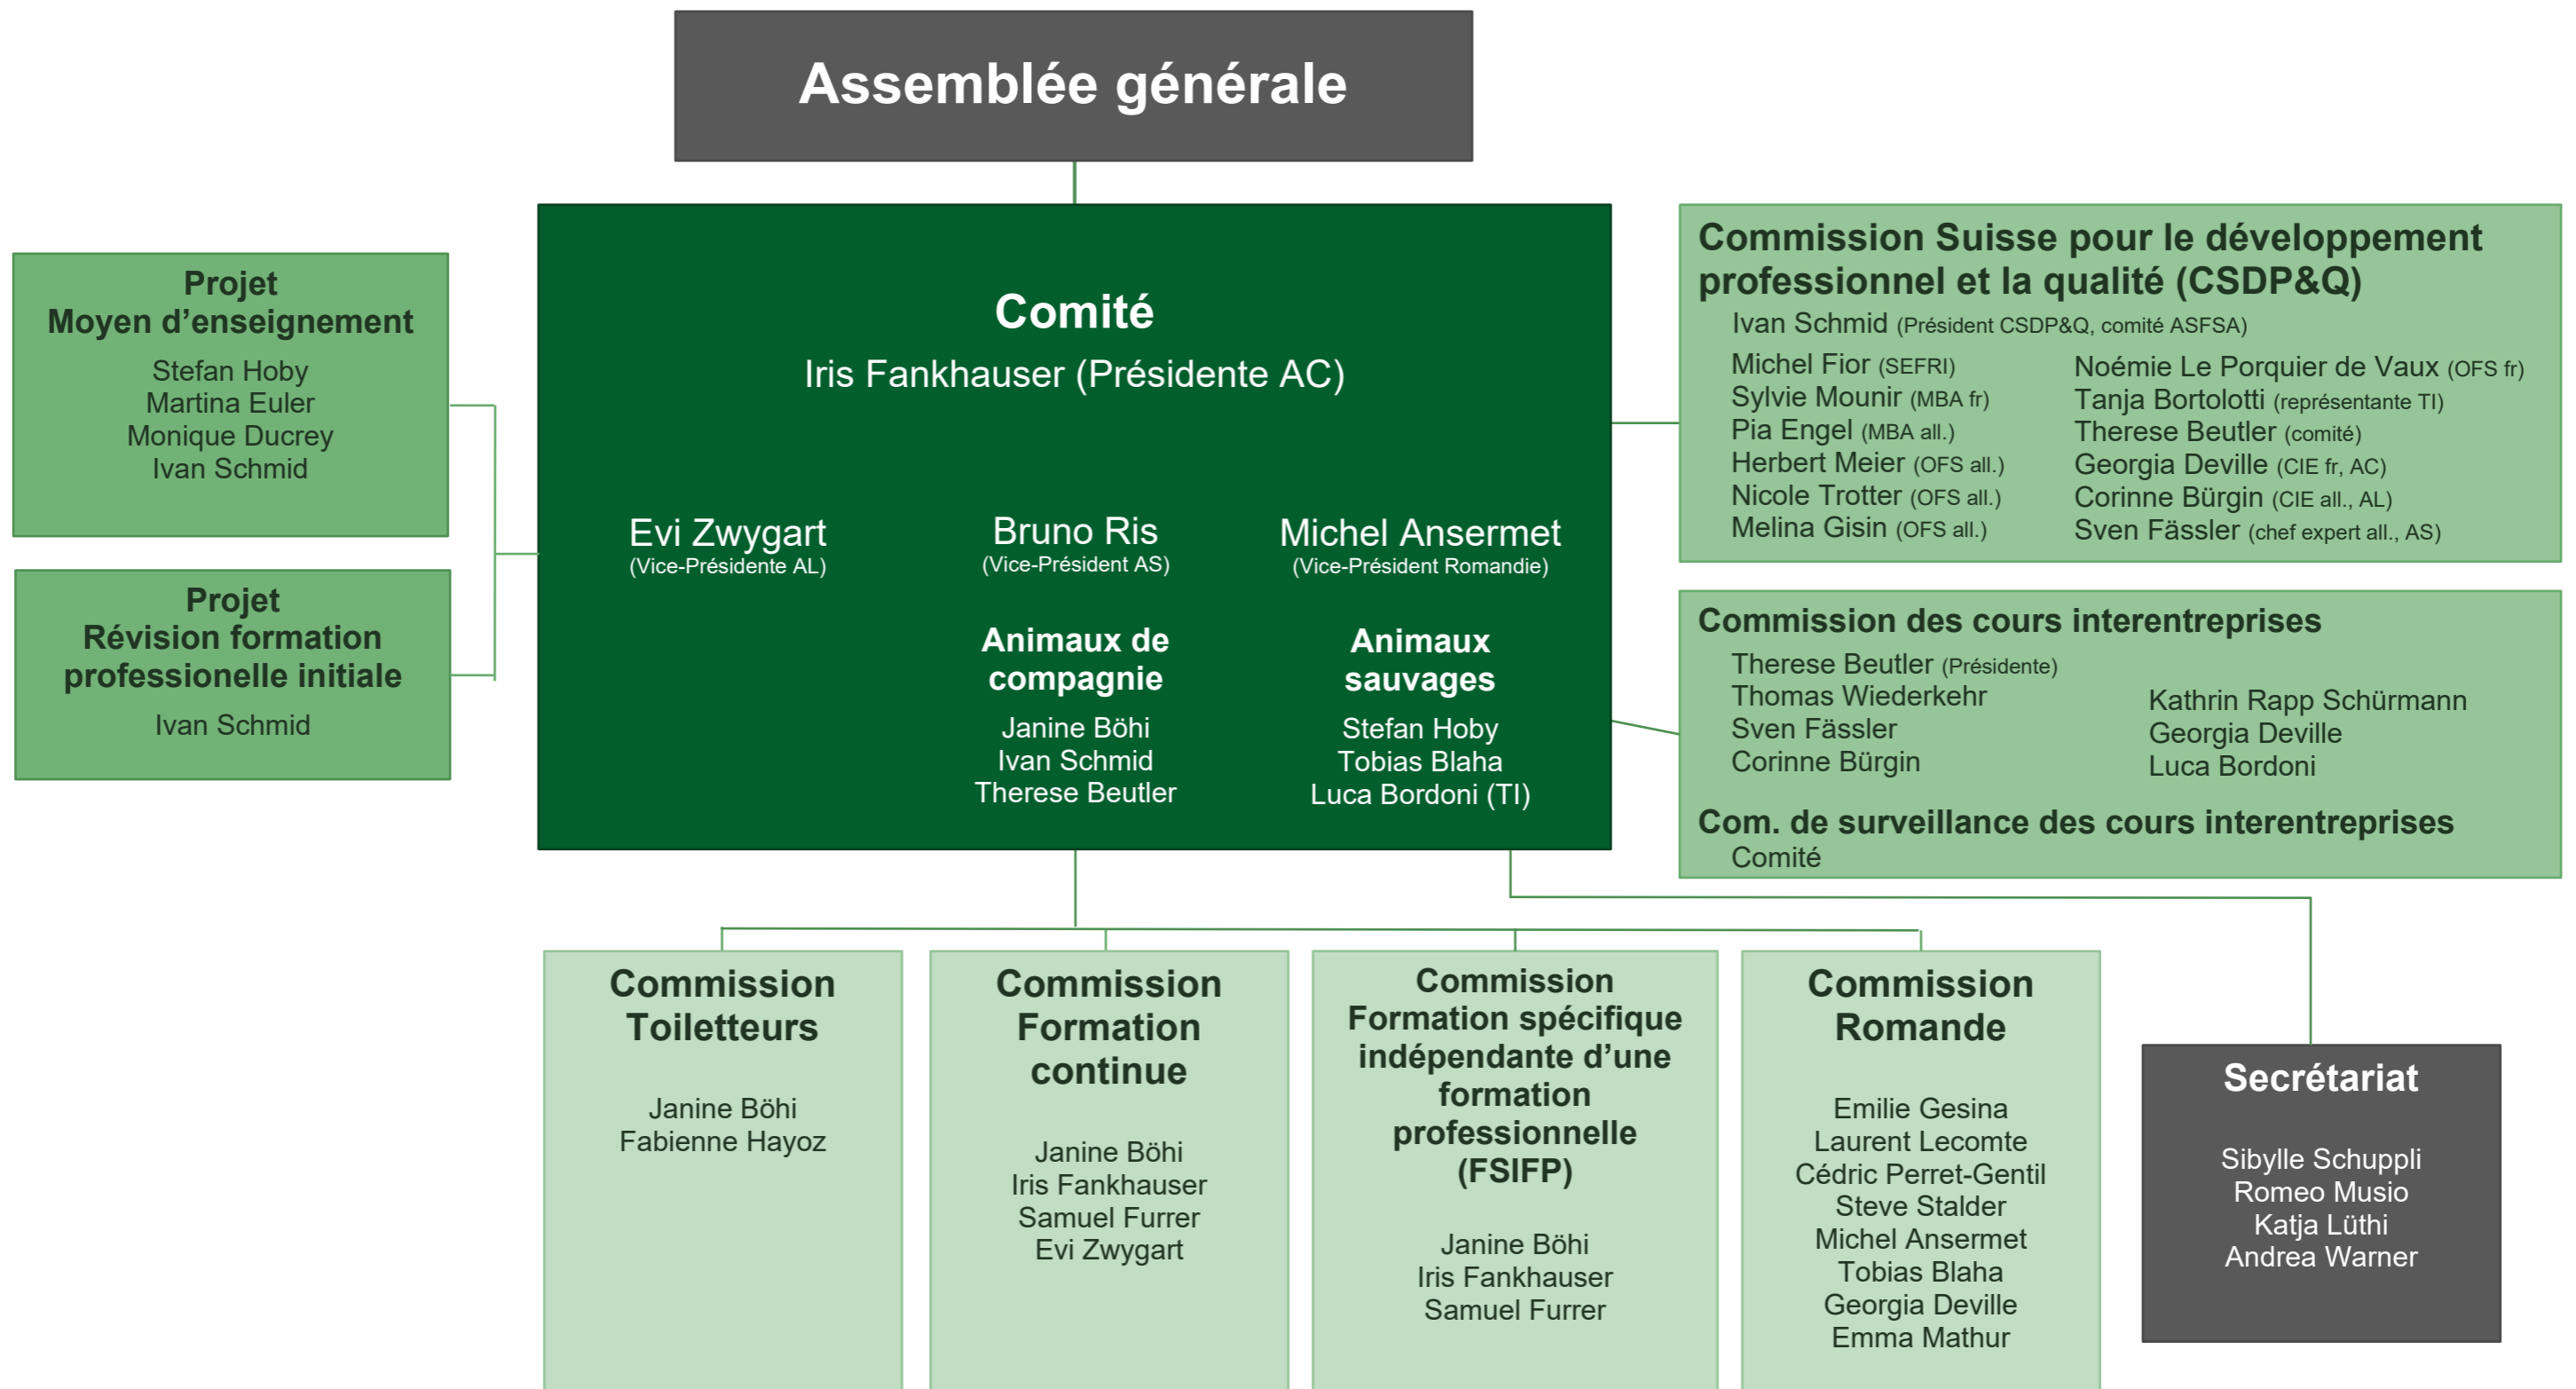 Assemblée générale
Projet
Moyen d’enseignement
Stefan Hoby
Martina Euler
Monique Ducrey
Ivan Schmid
Projet
Révision formation
professionelle initiale
Ivan Schmid
Comité
Iris Fankhauser (Présidente AC)
Evi Zwygart
(Vice-Présidente AL)
Bruno Ris
(Vice-Président AS)
Michel Ansermet
(Vice-Président Romandie)
Animaux de
compagnie
Janine Böhi
Ivan Schmid
Therese Beutler
Animaux
sauvages
Stefan Hoby
Tobias Blaha
Luca Bordoni (TI)
Commission Suisse pour le développement
professionnel et la qualité (CSDP&Q)
Ivan Schmid (Président CSDP&Q, comité ASFSA)
Michel Fior (SEFRI)
Sylvie Mounir (MBA fr)
Pia Engel (MBA all.)
Herbert Meier (OFS all.)
Nicole Trotter (OFS all.)
Melina Gisin (OFS all.)
Noémie Le Porquier de Vaux (OFS fr)
Tanja Bortolotti (représentante TI)
Therese Beutler (comité)
Georgia Deville (CIE fr, AC)
Corinne Bürgin (CIE all., AL)
Sven Fässler (chef expert all., AS)
Commission des cours interentreprises
Therese Beutler (Présidente)
Thomas Wiederkehr
Sven Fässler
Corinne Bürgin
Kathrin Rapp Schürmann
Georgia Deville
Luca Bordoni
Com. de surveillance des cours interentreprises
Comité
Commission
Toiletteurs
Janine Böhi
Fabienne Hayoz
Commission
Formation
continue
Janine Böhi
Iris Fankhauser
Samuel Furrer
Evi Zwygart
Commission
Formation spécifique
indépendante d’une
formation
professionnelle
(FSIFP)
Janine Böhi
Iris Fankhauser
Samuel Furrer
Commission
Romande
Emilie Gesina
Laurent Lecomte
Cédric Perret-Gentil
Steve Stalder
Michel Ansermet
Tobias Blaha
Georgia Deville
Emma Mathur
Secrétariat
Sibylle Schuppli
Romeo Musio
Katja Lüthi
Andrea Warner